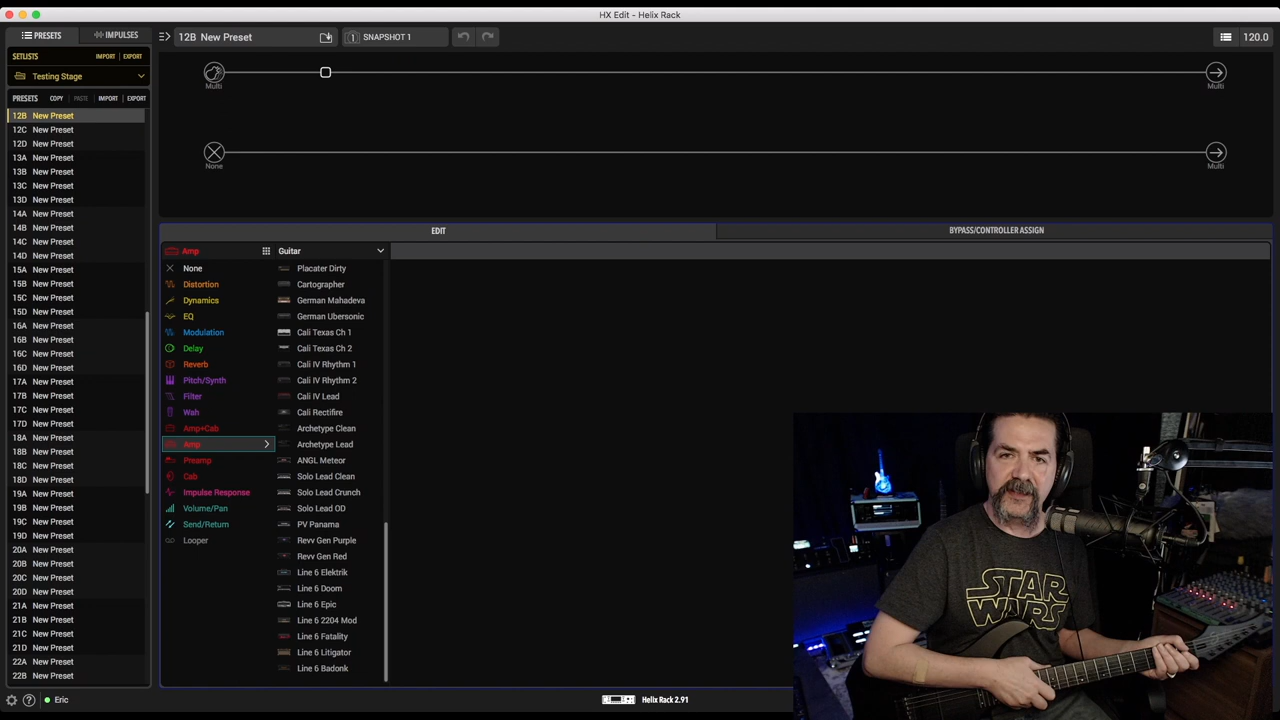 HX Edit - Helix Rack
PRESETS
IMPULSES
12B New Preset
1
SNAPSHOT 1
120.0
SETLISTS
IMPORT
EXPORT
Testing Stage
PRESETS
COPY
PASTE
IMPORT
EXPORT
12B New Preset
12C New Preset
12D New Preset
13A New Preset
13B New Preset
13C New Preset
13D New Preset
14A New Preset
14B New Preset
14C New Preset
14D New Preset
15A New Preset
15B New Preset
15C New Preset
15D New Preset
16A New Preset
16B New Preset
16C New Preset
16D New Preset
17A New Preset
17B New Preset
17C New Preset
17D New Preset
18A New Preset
18B New Preset
18C New Preset
18D New Preset
19A New Preset
19B New Preset
19C New Preset
19D New Preset
20A New Preset
20B New Preset
20C New Preset
20D New Preset
21A New Preset
21B New Preset
21C New Preset
21D New Preset
22A New Preset
22B New Preset
Eric
Multi
Multi
None
Multi
EDIT
BYPASS/CONTROLLER ASSIGN
Amp
Guitar
None
Distortion
Dynamics
EQ
Modulation
Delay
Reverb
Pitch/Synth
Filter
Wah
Amp+Cab
Amp
Preamp
Cab
Impulse Response
Volume/Pan
Send/Return
Looper
Placater Dirty
Cartographer
German Mahadeva
German Ubersonic
Cali Texas Ch 1
Cali Texas Ch 2
Cali IV Rhythm 1
Cali IV Rhythm 2
Cali IV Lead
Cali Rectifire
Archetype Clean
Archetype Lead
ANGL Meteor
Solo Lead Clean
Solo Lead Crunch
Solo Lead OD
PV Panama
Revv Gen Purple
Revv Gen Red
Line 6 Elektrik
Line 6 Doom
Line 6 Epic
Line 6 2204 Mod
Line 6 Fatality
Line 6 Litigator
Line 6 Badonk
Helix Rack 2.91
STAR
WARS